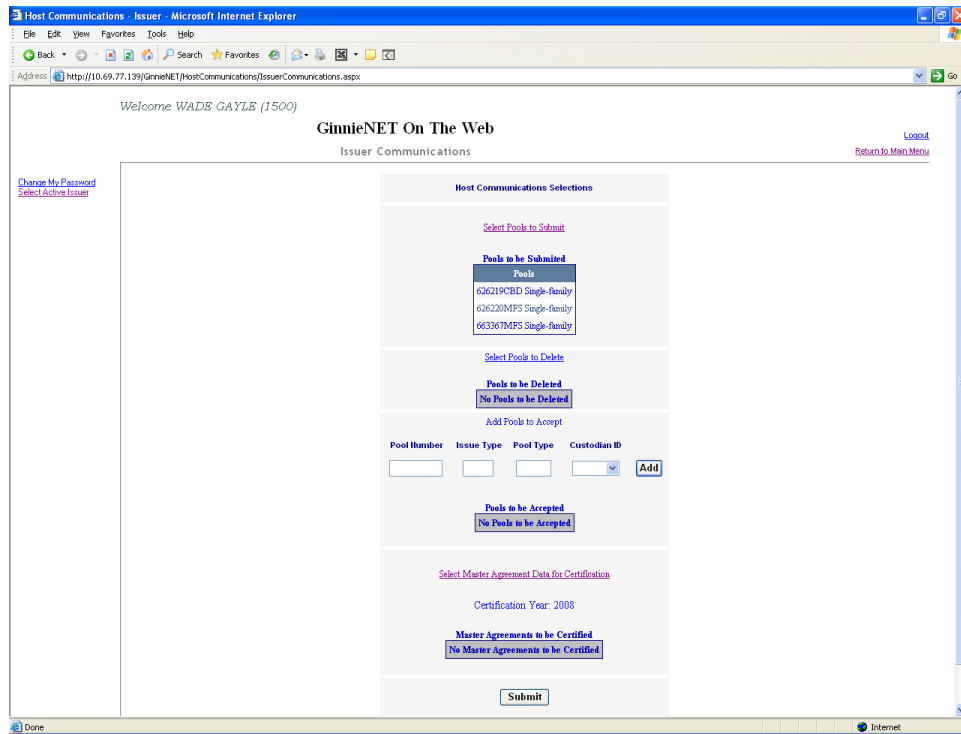 Host Communications - Issuer - Microsoft Internet Explorer
File Edit View Favorites Tools Help
Back Search Favorites
Address http://10.69.77.139/GinnieNET/HostCommunications/IssuerCommunications.aspx Go
Welcome WADE GAYLE (1500)
GinnieNET On The Web
Logout
Issuer Communications
Return to Main Menu
Change My Password
Select Active Issuer
Host Communications Selections
Select Pools to Submit
Pools to be Submited
Pools
626219CBD Single-family
626220MFS Single-family
663367MFS Single-family
Select Pools to Delete
Pools to be Deleted
No Pools to be Deleted
Add Pools to Accept
Pool Number Issue Type Pool Type Custodian ID
Add
Pools to be Accepted
No Pools to be Accepted
Select Master Agreement Data for Certification
Certification Year: 2008
Master Agreements to be Certified
No Master Agreements to be Certified
Submit
Done Internet